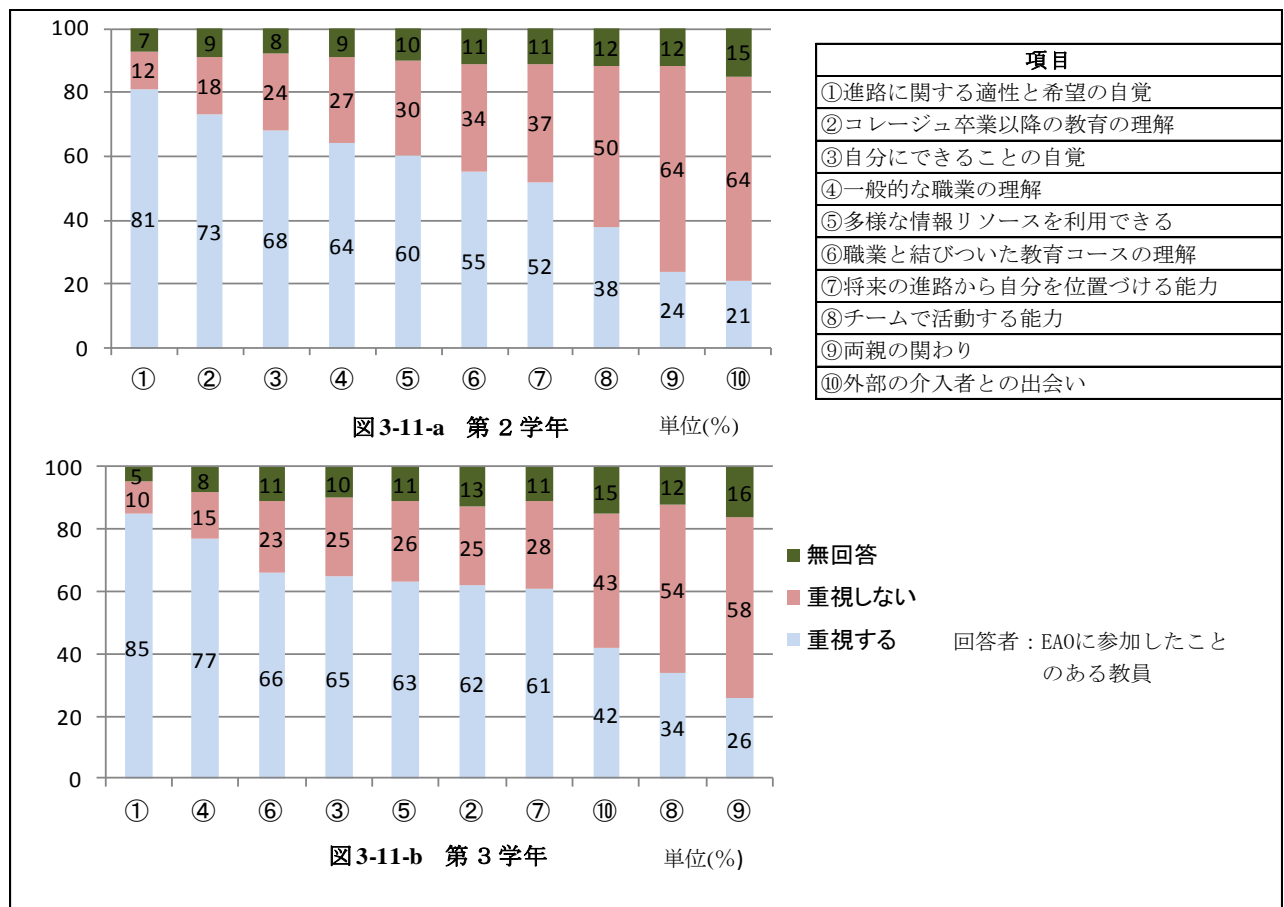 100
80
60
40
20
0
7 9 8 9 10 11 11 12 12 15
12 18 24 27 30 34 37 50 64 64
81 73 68 64 60 55 52 38 24 21
① ② ③ ④ ⑤ ⑥ ⑦ ⑧ ⑨ ⑩
図3-11-a 第2学年 単位(%)
項目
①進路に関する適性と希望の自覚
②コレージュ卒業以降の教育の理解
③自分にできることの自覚
④一般的な職業の理解
⑤多様な情報リソースを利用できる
⑥職業と結びついた教育コースの理解
⑦将来の進路から自分を位置づける能力
⑧チームで活動する能力
⑨両親の関わり
⑩外部の介入者との出会い
100
80
60
40
20
0
5 8 11 10 11 13 11 15 12 16
10 15 23 25 26 25 28 43 54 58
85 77 66 65 63 62 61 42 34 26
① ④ ⑥ ③ ⑤ ② ⑦ ⑩ ⑧ ⑨
図3-11-b 第3学年 単位(%)
無回答
重視しない
重視する
回答者：EAOに参加したこと
のある教員